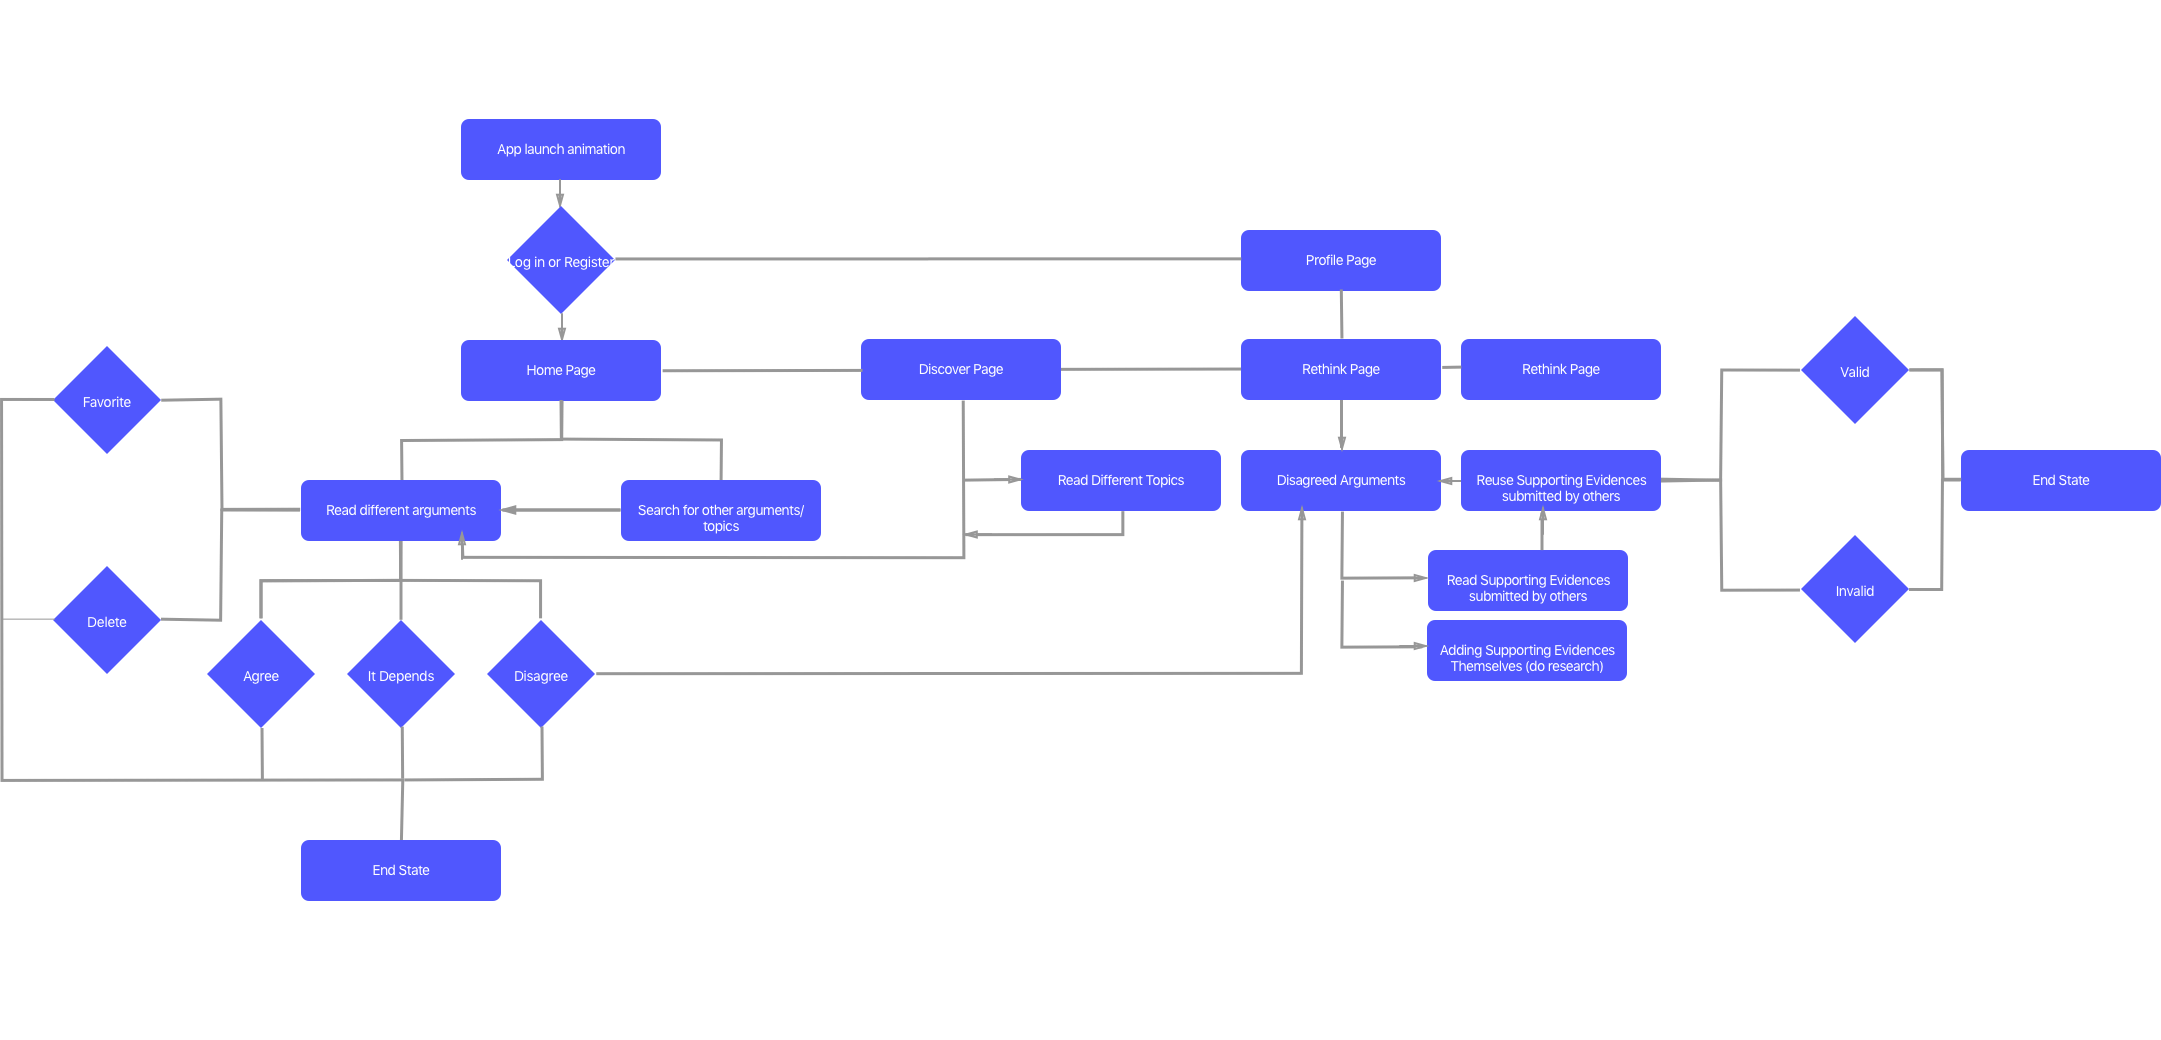 App launch animation
Log in or Register
Profile Page
Home Page
Discover Page
Rethink Page
Rethink Page
Valid
Favorite
Read different arguments
Search for other arguments/
topics
Read Different Topics
Disagreed Arguments
Reuse Supporting Evidences
submitted by others
End State
Read Supporting Evidences
submitted by others
Invalid
Delete
Agree
It Depends
Disagree
Adding Supporting Evidences
Themselves (do research)
End State